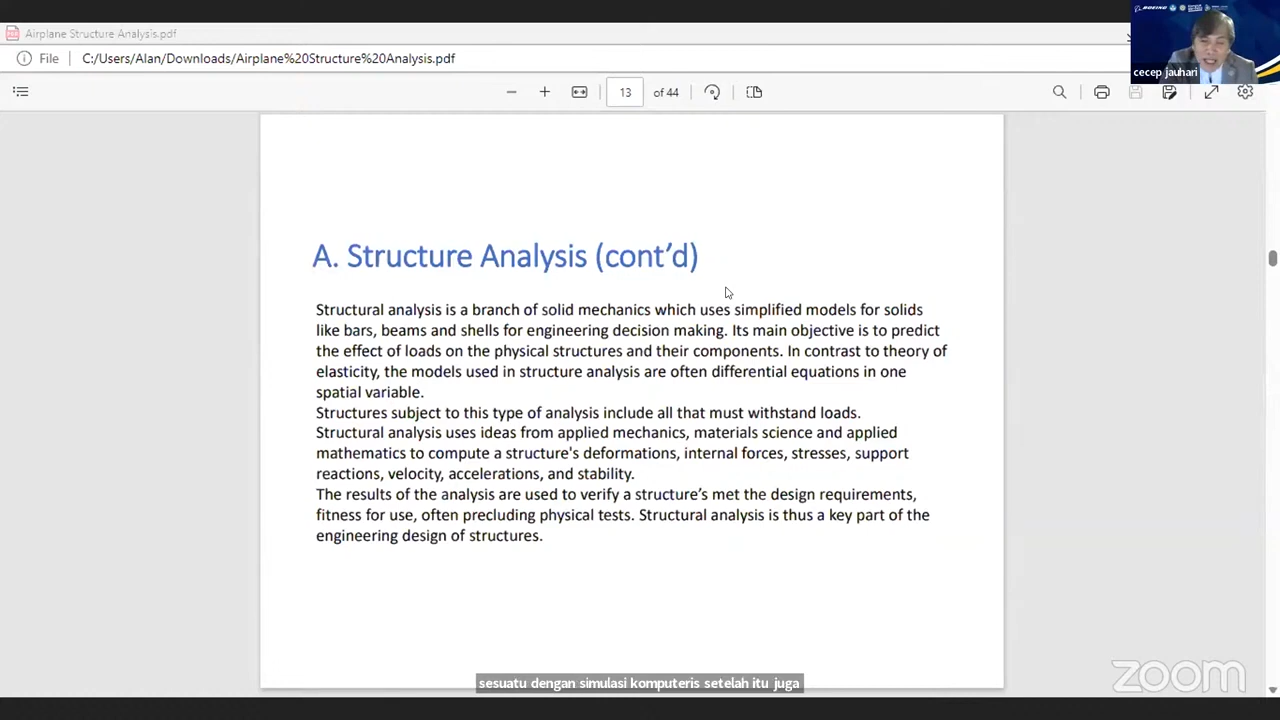 Airplane Structure Analysis.pdf
BOEING
cecep jauhari
File
C:/Users/Alan/Downloads/Airplane%20Structure%20Analysis.pdf
13 of 44
A. Structure Analysis (cont'd)
Structural analysis is a branch of solid mechanics which uses simplified models for solids
like bars, beams and shells for engineering decision making. Its main objective is to predict
the effect of loads on the physical structures and their components. In contrast to theory of
elasticity, the models used in structure analysis are often differential equations in one
spatial variable.
Structures subject to this type of analysis include all that must withstand loads.
Structural analysis uses ideas from applied mechanics, materials science and applied
mathematics to compute a structure's deformations, internal forces, stresses, support
reactions, velocity, accelerations, and stability.
The results of the analysis are used to verify a structure's met the design requirements,
fitness for use, often precluding physical tests. Structural analysis is thus a key part of the
engineering design of structures.
zoom
sesuatu dengan simulasi komputeris setelah itu juga